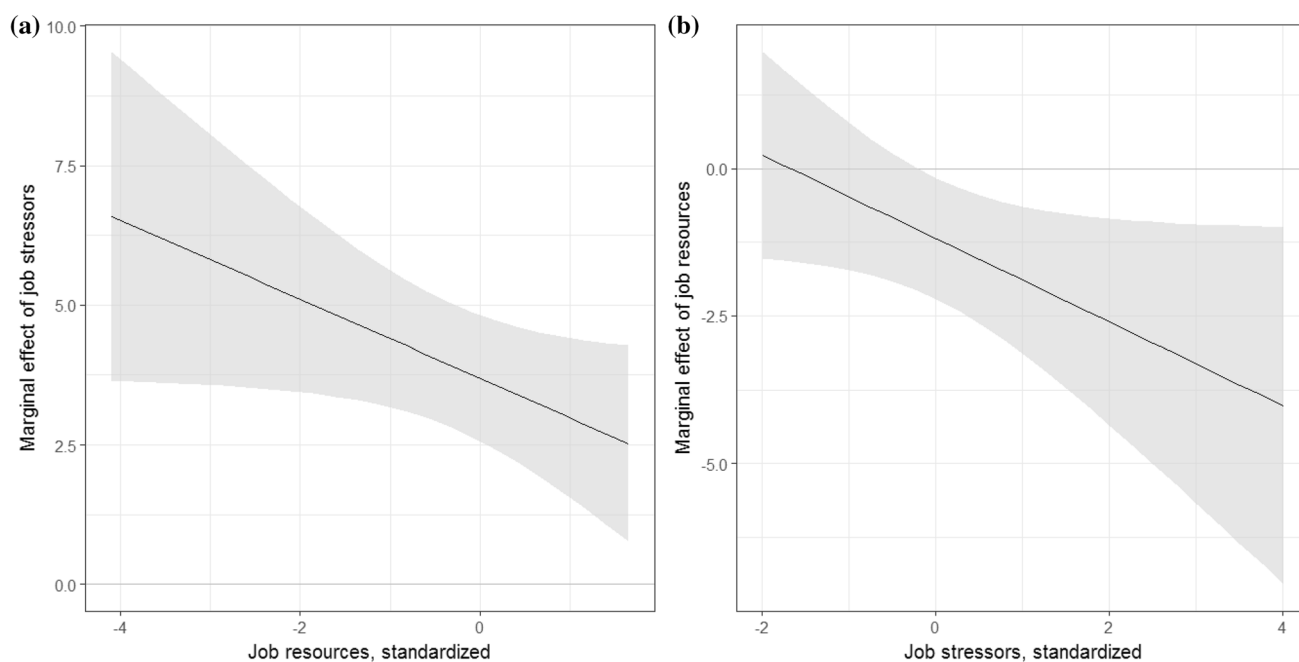 (a)
10.0
7.5
5.0
2.5
0.0
Marginal effect of job stressors
-4
-2
0
Job resources, standardized
(b)
0.0
-2.5
-5.0
Marginal effect of job resources
-2
0
2
4
Job stressors, standardized